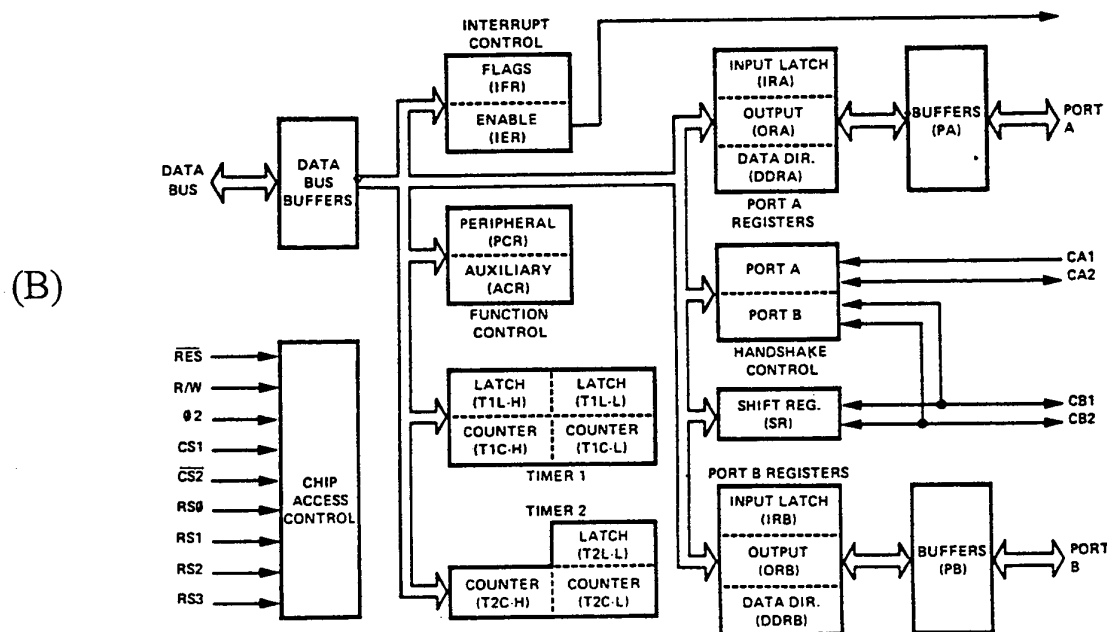 (B)
DATA
BUS
DATA
BUS
BUFFERS
RES
R/W
ø2
CS1
CS2
RSø
RS1
RS2
RS3
CHIP
ACCESS
CONTROL
INTERRUPT
CONTROL
FLAGS
(IFR)
ENABLE
(IER)
PERIPHERAL
(PCR)
AUXILIARY
(ACR)
FUNCTION
CONTROL
LATCH
(T1L-H)
LATCH
(T1L-L)
COUNTER
(T1C-H)
COUNTER
(T1C-L)
TIMER 1
TIMER 2
LATCH
(T2L-L)
COUNTER
(T2C-H)
COUNTER
(T2C-L)
INPUT LATCH
(IRA)
OUTPUT
(ORA)
DATA DIR.
(DDRA)
PORT A
REGISTERS
BUFFERS
(PA)
PORT
A
PORT A
PORT B
HANDSHAKE
CONTROL
CA1
CA2
SHIFT REG.
(SR)
CB1
CB2
PORT B REGISTERS
INPUT LATCH
(IRB)
OUTPUT
(ORB)
DATA DIR.
(DDRB)
BUFFERS
(PB)
PORT
B